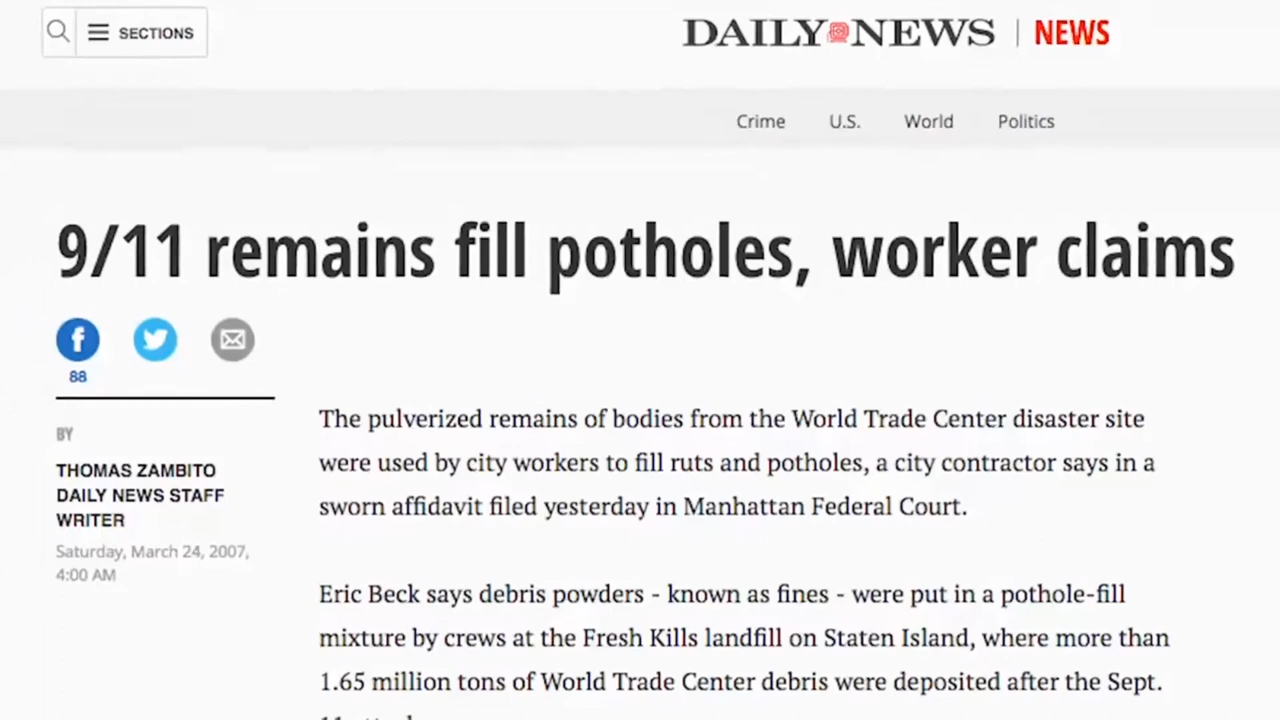 SECTIONS
DAILY NEWS | NEWS
Crime U.S. World Politics
9/11 remains fill potholes, worker claims
88
BY
THOMAS ZAMBITO
DAILY NEWS STAFF
WRITER
Saturday, March 24, 2007,
4:00 AM
The pulverized remains of bodies from the World Trade Center disaster site
were used by city workers to fill ruts and potholes, a city contractor says in a
sworn affidavit filed yesterday in Manhattan Federal Court.
Eric Beck says debris powders - known as fines - were put in a pothole-fill
mixture by crews at the Fresh Kills landfill on Staten Island, where more than
1.65 million tons of World Trade Center debris were deposited after the Sept.